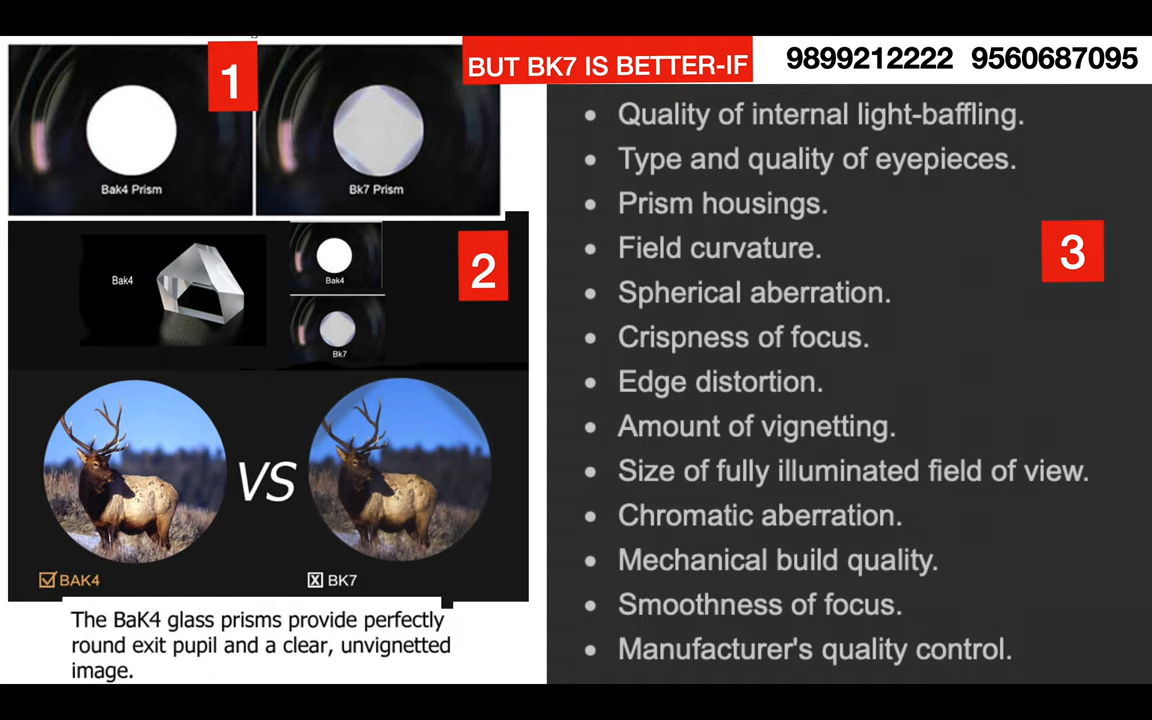 1
Bak4 Prism
Bk7 Prism
2
Bak4
Bak4
Bk7
VS
BAK4
X BK7
The BaK4 glass prisms provide perfectly
round exit pupil and a clear, unvignetted
image.
BUT BK7 IS BETTER-IF
9899212222 9560687095
• Quality of internal light-baffling.
• Type and quality of eyepieces.
• Prism housings.
• Field curvature.
3
• Spherical aberration.
• Crispness of focus.
• Edge distortion.
• Amount of vignetting.
• Size of fully illuminated field of view.
• Chromatic aberration.
• Mechanical build quality.
• Smoothness of focus.
• Manufacturer's quality control.